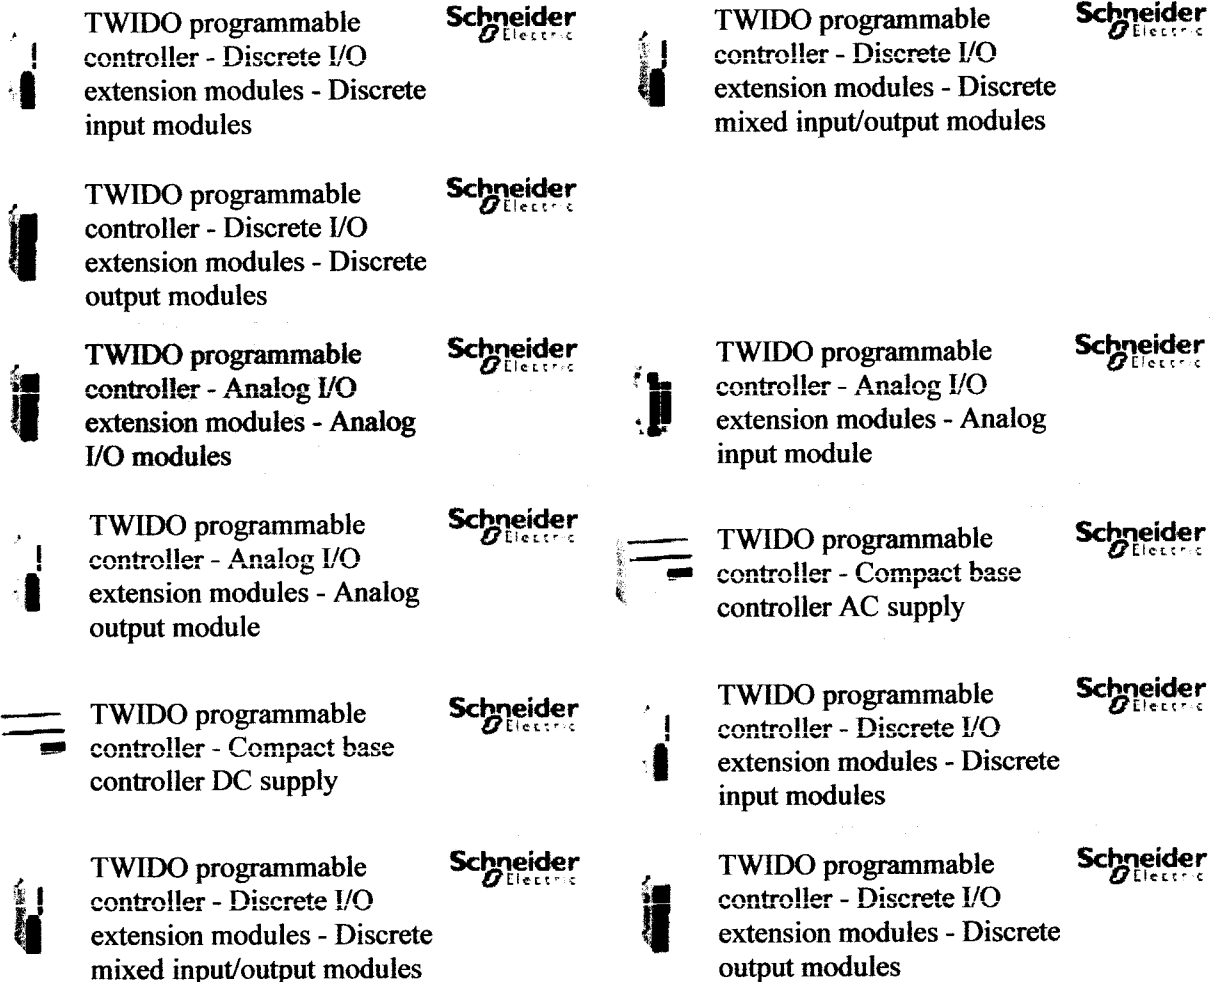 TWIDO programmable
controller - Discrete I/O
extension modules - Discrete
input modules
Schneider
Electric
TWIDO programmable
controller - Discrete I/O
extension modules - Discrete
mixed input/output modules
Schneider
Electric
TWIDO programmable
controller - Discrete I/O
extension modules - Discrete
output modules
Schneider
Electric
TWIDO programmable
controller - Analog I/O
extension modules - Analog
I/O modules
Schneider
Electric
TWIDO programmable
controller - Analog I/O
extension modules - Analog
input module
Schneider
Electric
TWIDO programmable
controller - Analog I/O
extension modules - Analog
output module
Schneider
Electric
TWIDO programmable
controller - Compact base
controller AC supply
Schneider
Electric
TWIDO programmable
controller - Compact base
controller DC supply
Schneider
Electric
TWIDO programmable
controller - Discrete I/O
extension modules - Discrete
input modules
Schneider
Electric
TWIDO programmable
controller - Discrete I/O
extension modules - Discrete
mixed input/output modules
Schneider
Electric
TWIDO programmable
controller - Discrete I/O
extension modules - Discrete
output modules
Schneider
Electric